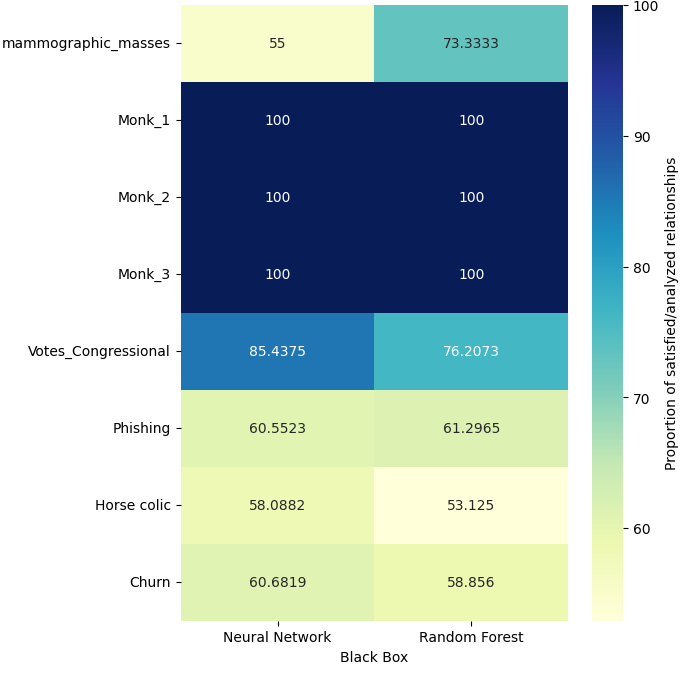 mammographic_masses 55 73.3333
Monk_1 100 100
Monk_2 100 100
Monk_3 100 100
Votes_Congressional 85.4375 76.2073
Phishing 60.5523 61.2965
Horse colic 58.0882 53.125
Churn 60.6819 58.856
Neural Network Random Forest
Black Box
100
90
80
70
60
Proportion of satisfied/analyzed relationships